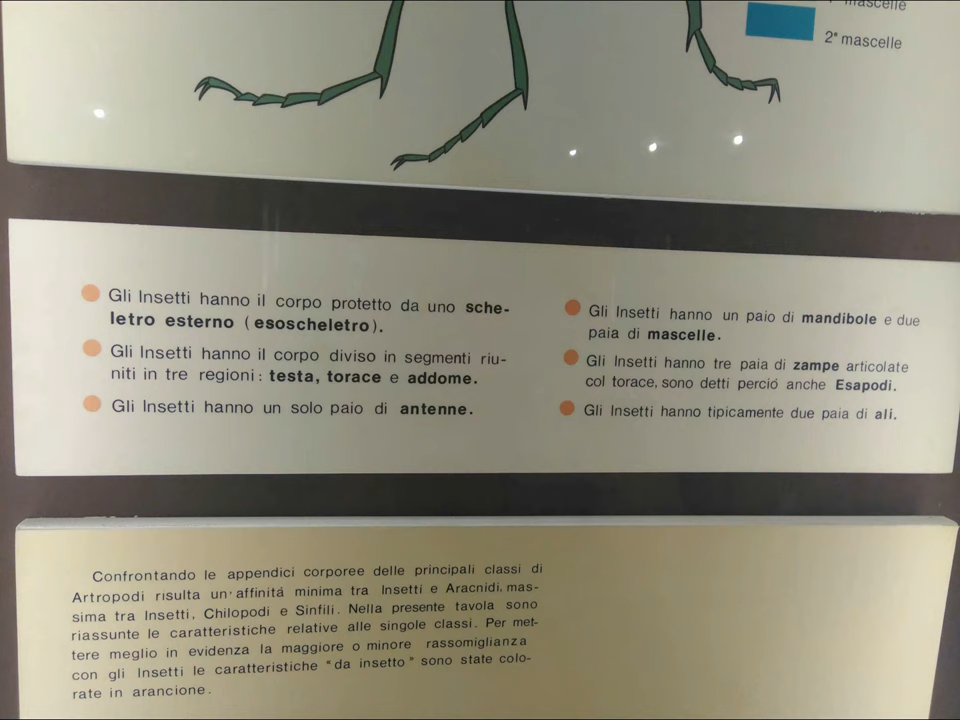 mascelle
2ª mascelle
Gli Insetti hanno il corpo protetto da uno sche-
letro esterno ( esoscheletro ).
Gli Insetti hanno il corpo diviso in segmenti riu-
niti in tre regioni : testa, torace e addome.
Gli Insetti hanno un solo paio di antenne.
Gli Insetti hanno un paio di mandibole e due
paia di mascelle.
Gli Insetti hanno tre paia di zampe articolate
col torace, sono detti perciò anche Esapodi.
Gli Insetti hanno tipicamente due paia di ali.
Confrontando le appendici corporee delle principali classi di
Artropodi risulta un'affinitá minima tra Insetti e Aracnidi, mas-
sima tra Insetti, Chilopodi e Sinfili. Nella presente tavola sono
riassunte le caratteristiche relative alle singole classi. Per met-
tere meglio in evidenza la maggiore o minore rassomiglianza
con gli Insetti le caratteristiche "da insetto" sono state colo-
rate in arancione.